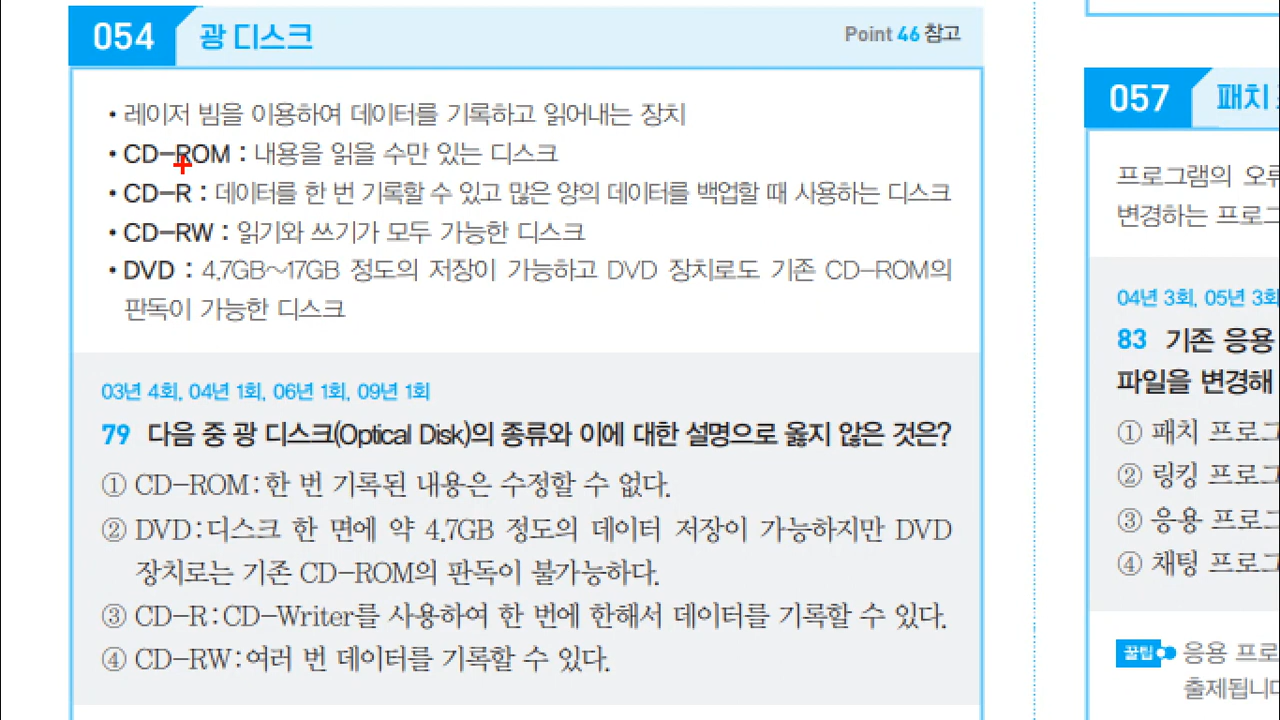 054 광 디스크 Point 46 참고
• 레이저 빔을 이용하여 데이터를 기록하고 읽어내는 장치
• CD-ROM : 내용을 읽을 수만 있는 디스크
• CD-R : 데이터를 한 번 기록할 수 있고 많은 양의 데이터를 백업할 때 사용하는 디스크
• CD-RW : 읽기와 쓰기가 모두 가능한 디스크
• DVD : 4.7GB~17GB 정도의 저장이 가능하고 DVD 장치로도 기존 CD-ROM의
판독이 가능한 디스크
03년 4회, 04년 1회, 06년 1회, 09년 1회
79 다음 중 광 디스크(Optical Disk)의 종류와 이에 대한 설명으로 옳지 않은 것은?
① CD-ROM : 한 번 기록된 내용은 수정할 수 없다.
② DVD : 디스크 한 면에 약 4.7GB 정도의 데이터 저장이 가능하지만 DVD
장치로는 기존 CD-ROM의 판독이 불가능하다.
③ CD-R : CD-Writer를 사용하여 한 번에 한해서 데이터를 기록할 수 있다.
④ CD-RW : 여러 번 데이터를 기록할 수 있다.
057 패치
프로그램의 오류
변경하는 프로그
04년 3회, 05년 3회
83 기존 응용
파일을 변경해
① 패치 프로그
② 링킹 프로그
③ 응용 프로그
④ 채팅 프로그
꿀팁 응용 프로
출제됩니다